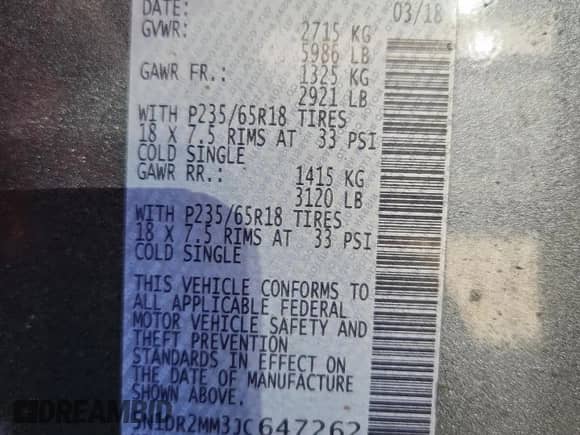 DATE: 03/18
GVWR: 2715 KG
5986 LB
GAWR FR.: 1325 KG
2921 LB
WITH P235/65R18 TIRES
18 X 7.5 RIMS AT 33 PSI
COLD SINGLE
GAWR RR.: 1415 KG
3120 LB
WITH P235/65R18 TIRES
18 X 7.5 RIMS AT 33 PSI
COLD SINGLE
THIS VEHICLE CONFORMS TO
ALL APPLICABLE FEDERAL
MOTOR VEHICLE SAFETY AND
THEFT PREVENTION
STANDARDS IN EFFECT ON
THE DATE OF MANUFACTURE
SHOWN ABOVE.
5N1DR2MM3JC647262
DREAMBID